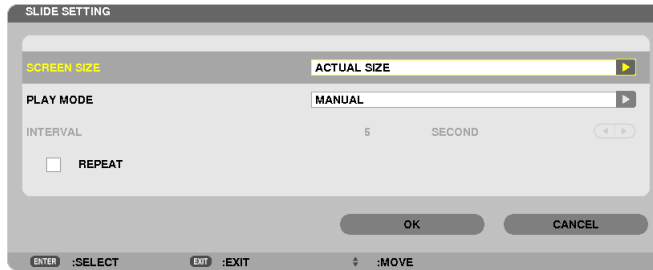 SLIDE SETTING
SCREEN SIZE ACTUAL SIZE
PLAY MODE MANUAL
INTERVAL 5 SECOND
REPEAT
OK CANCEL
ENTER :SELECT EXIT :EXIT :MOVE